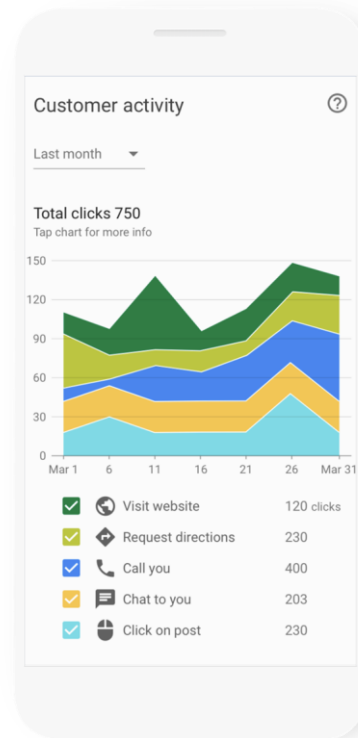 Customer activity
Last month
Total clicks 750
Tap chart for more info
150
120
90
60
30
0
Mar 1 6 11 16 21 26 Mar 31
Visit website 120 clicks
Request directions 230
Call you 400
Chat to you 203
Click on post 230